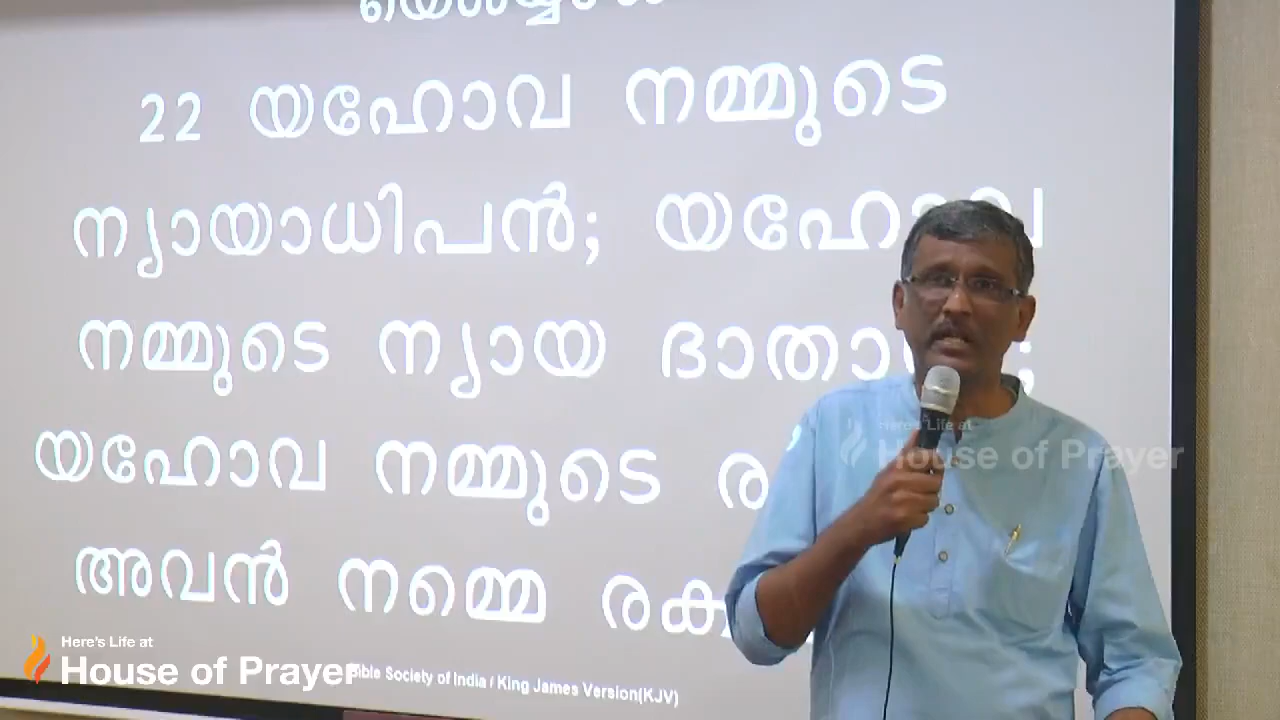 22 യഹോവ നമ്മുടെ
ന്യായാധിപൻ; യഹോവ
നമ്മുടെ ന്യായ
യഹോവ നമ്മുടെ
അവൻ നമ്മെ
Here's Life at
House of Prayer
Bible Society of India / King James Version(KJV)
Here's Life at
House of Prayer